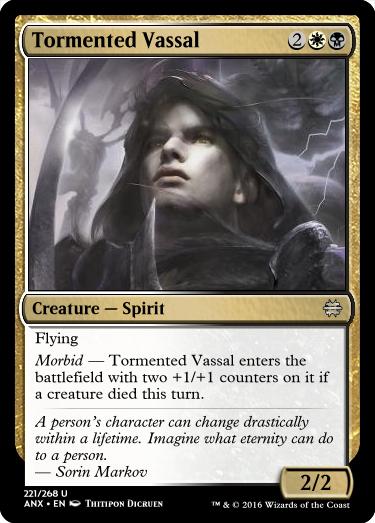 Tormented Vassal 2
Creature — Spirit
Flying
Morbid — Tormented Vassal enters the
battlefield with two +1/+1 counters on it if
a creature died this turn.
A person's character can change drastically
within a lifetime. Imagine what eternity can do
to a person.
— Sorin Markov
2/2
221/268 U
ANX • EN Thitipon Dicruen ™ & © 2016 Wizards of the Coast